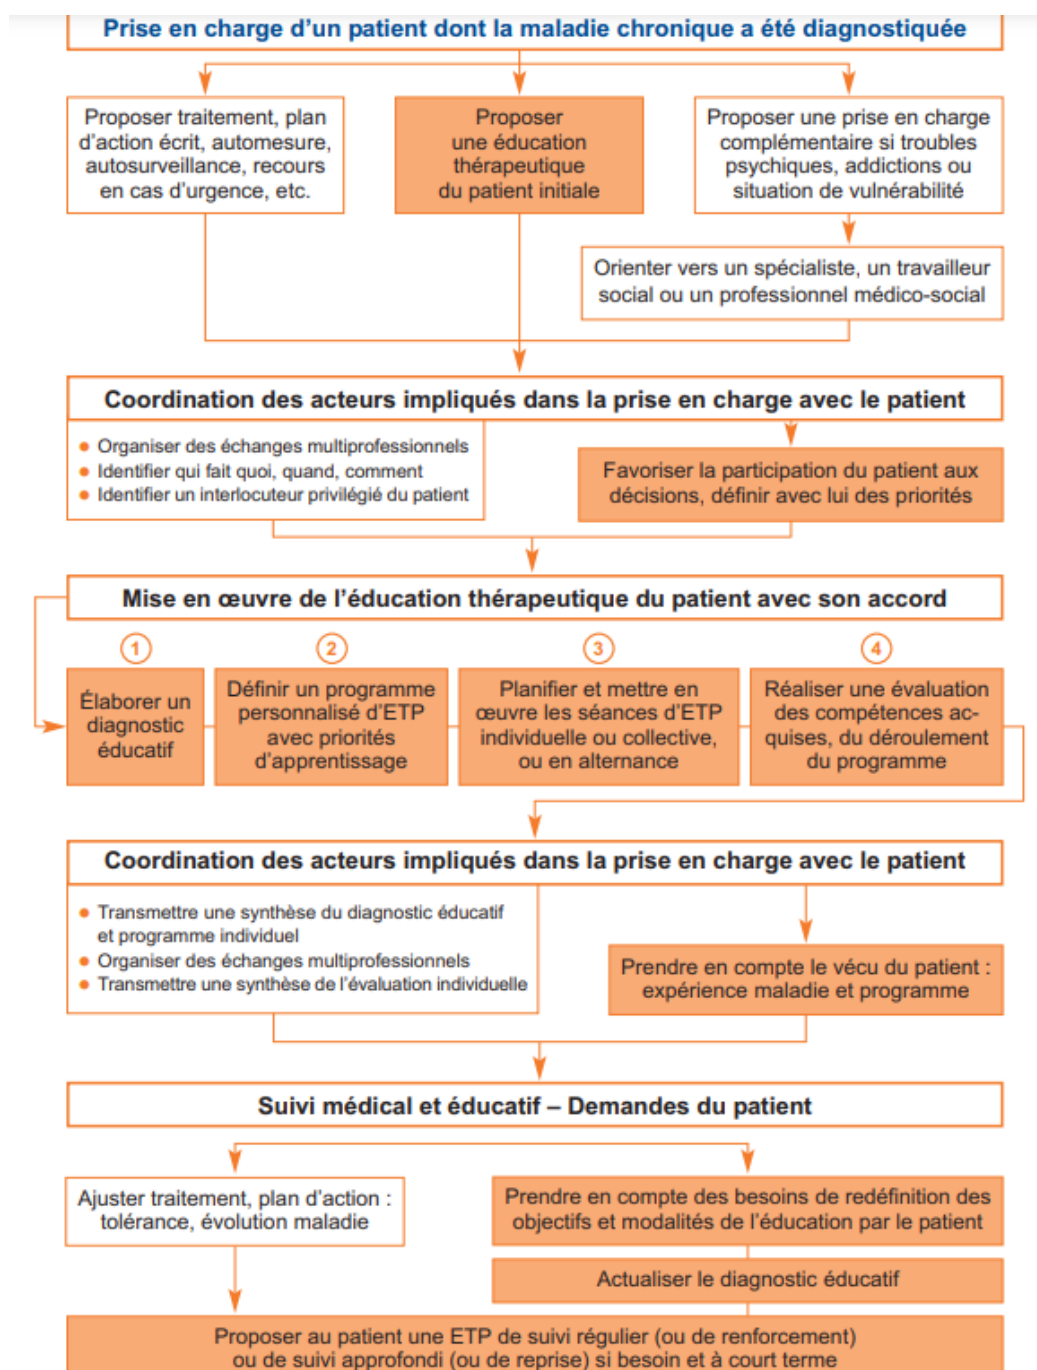 Prise en charge d'un patient dont la maladie chronique a été diagnostiquée
Proposer traitement, plan
d'action écrit, automesure,
autosurveillance, recours
en cas d'urgence, etc.
Proposer
une éducation
thérapeutique
du patient initiale
Proposer une prise en charge
complémentaire si troubles
psychiques, addictions ou
situation de vulnérabilité
Orienter vers un spécialiste, un travailleur
social ou un professionnel médico-social
Coordination des acteurs impliqués dans la prise en charge avec le patient
● Organiser des échanges multiprofessionnels
● Identifier qui fait quoi, quand, comment
● Identifier un interlocuteur privilégié du patient
Favoriser la participation du patient aux
décisions, définir avec lui des priorités
Mise en œuvre de l'éducation thérapeutique du patient avec son accord
1
Élaborer un
diagnostic
éducatif
2
Définir un programme
personnalisé d'ETP
avec priorités
d'apprentissage
3
Planifier et mettre en
œuvre les séances d'ETP
individuelle ou collective,
ou en alternance
4
Réaliser une évaluation
des compétences ac-
quises, du déroulement
du programme
Coordination des acteurs impliqués dans la prise en charge avec le patient
● Transmettre une synthèse du diagnostic éducatif
et programme individuel
● Organiser des échanges multiprofessionnels
● Transmettre une synthèse de l'évaluation individuelle
Prendre en compte le vécu du patient :
expérience maladie et programme
Suivi médical et éducatif – Demandes du patient
Ajuster traitement, plan d'action :
tolérance, évolution maladie
Prendre en compte des besoins de redéfinition des
objectifs et modalités de l'éducation par le patient
Actualiser le diagnostic éducatif
Proposer au patient une ETP de suivi régulier (ou de renforcement)
ou de suivi approfondi (ou de reprise) si besoin et à court terme